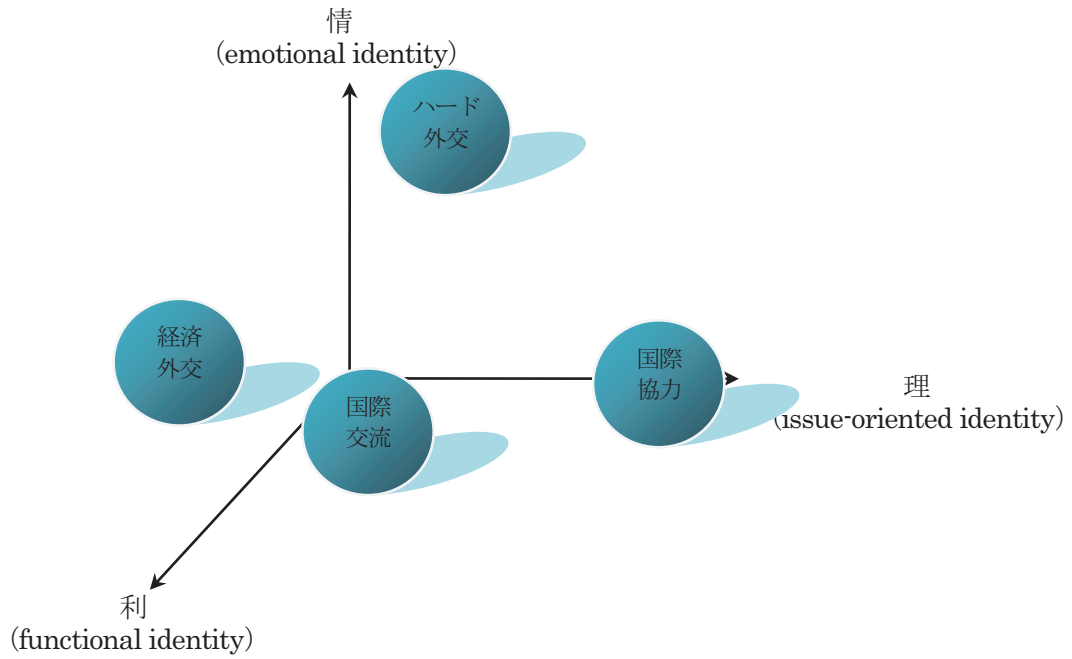 情
(emotional identity)
ハード
外交
経済
外交
国際
交流
国際
協力
理
(issue-oriented identity)
利
(functional identity)